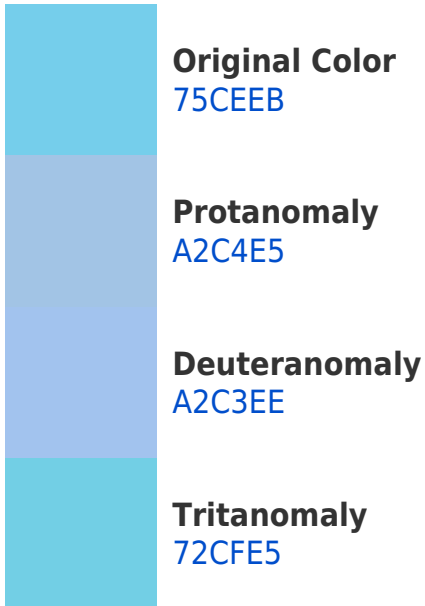 Original Color
75CEEB
Protanomaly
A2C4E5
Deuteranomaly
A2C3EE
Tritanomaly
72CFE5